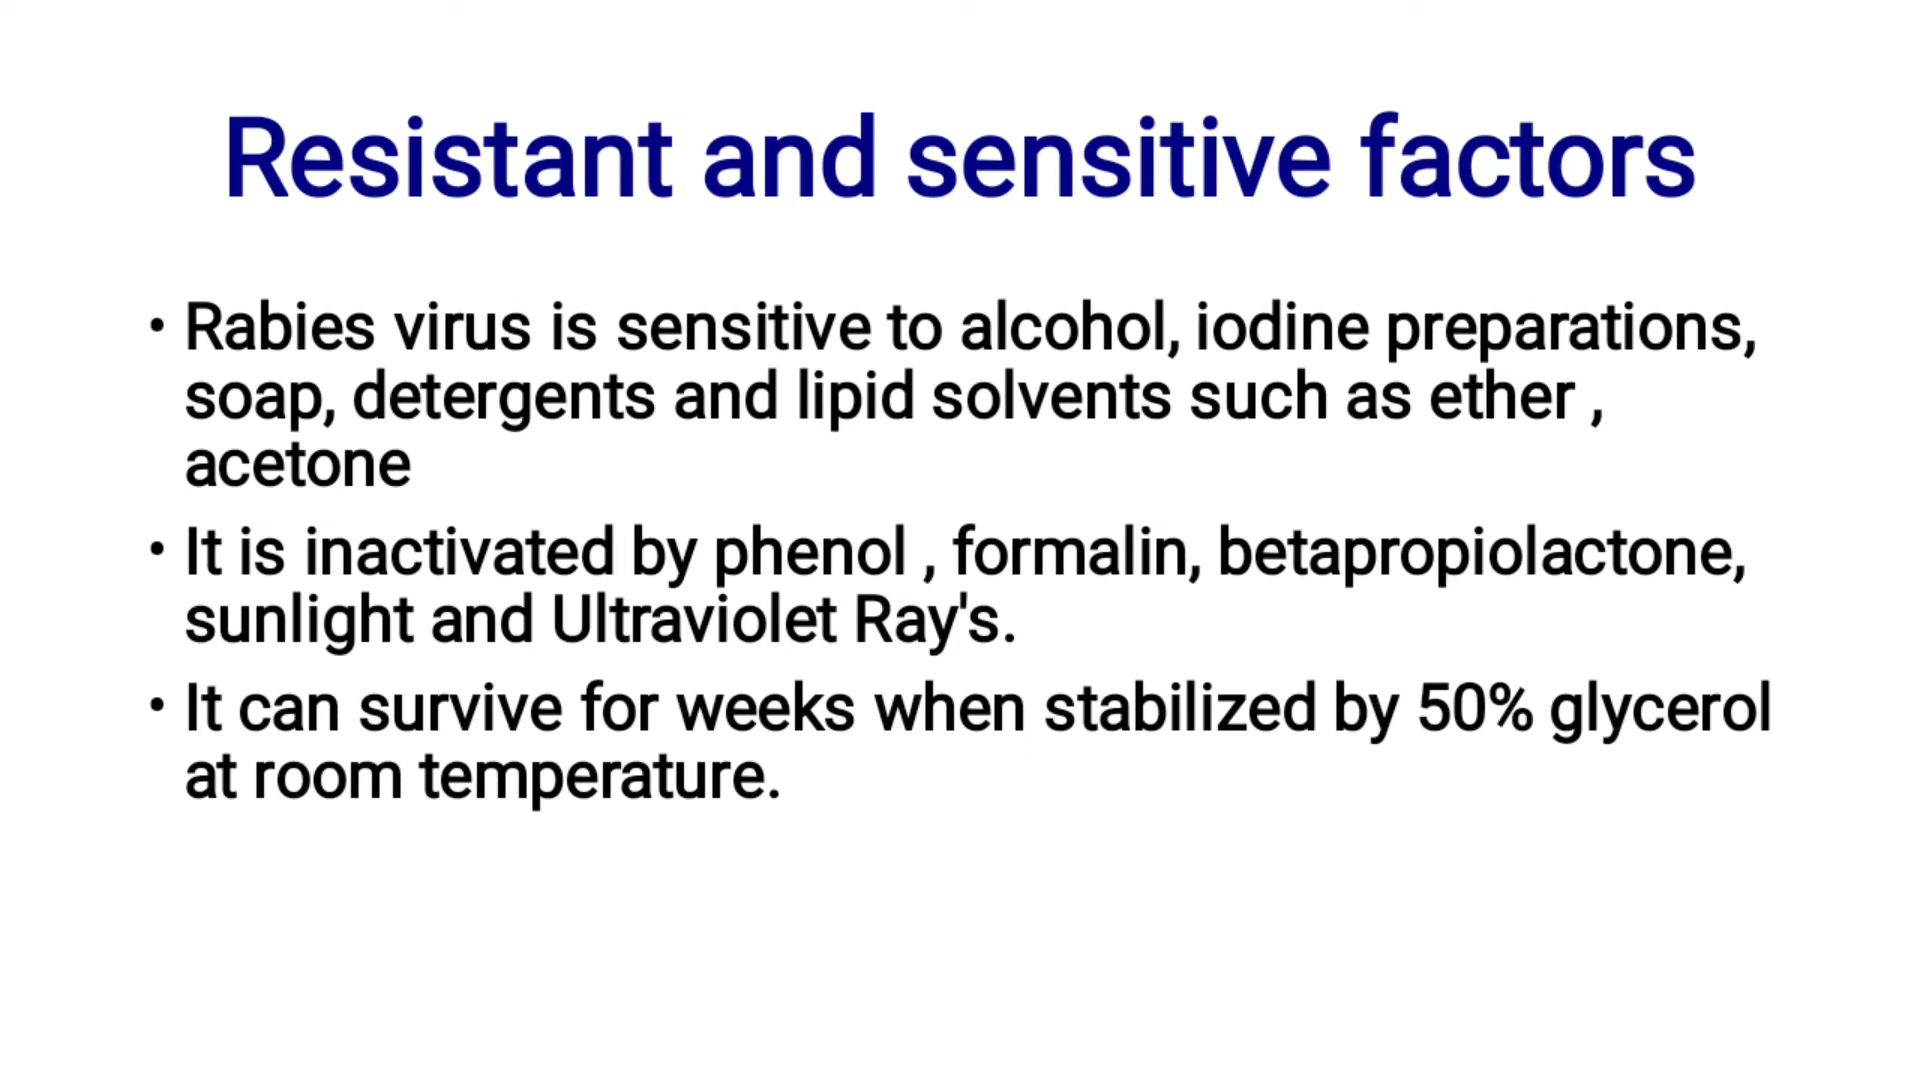 Resistant and sensitive factors
• Rabies virus is sensitive to alcohol, iodine preparations,
soap, detergents and lipid solvents such as ether ,
acetone
• It is inactivated by phenol , formalin, betapropiolactone,
sunlight and Ultraviolet Ray's.
• It can survive for weeks when stabilized by 50% glycerol
at room temperature.